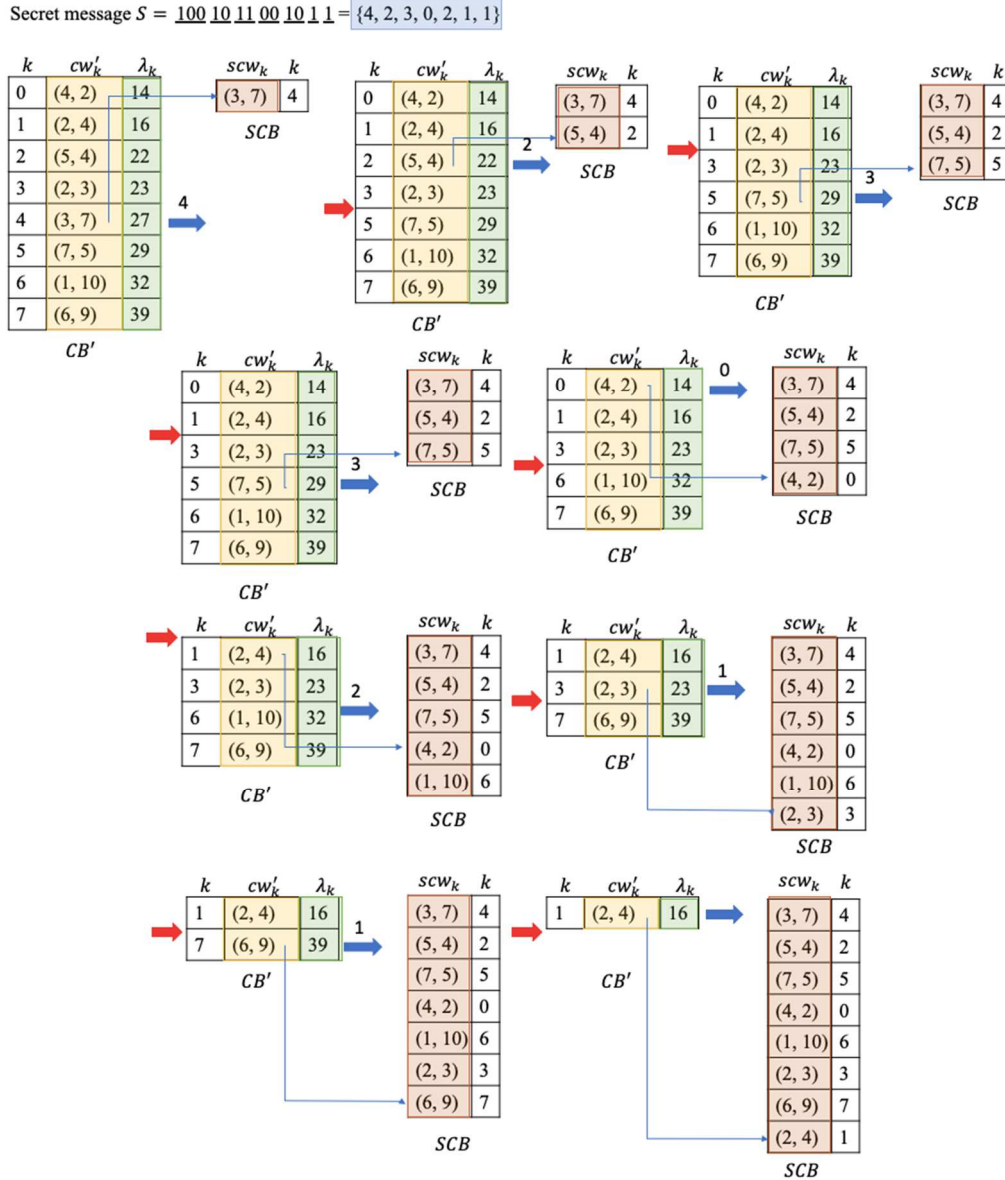 Secret message S = 100 10 11 00 10 1 1 = {4, 2, 3, 0, 2, 1, 1}
k cw'k λk
0 (4, 2) 14
1 (2, 4) 16
2 (5, 4) 22
3 (2, 3) 23
4 (3, 7) 27
5 (7, 5) 29
6 (1, 10) 32
7 (6, 9) 39
CB'
4
scwk k
(3, 7) 4
SCB
k cw'k λk
0 (4, 2) 14
1 (2, 4) 16
2 (5, 4) 22
3 (2, 3) 23
5 (7, 5) 29
6 (1, 10) 32
7 (6, 9) 39
CB'
2
scwk k
(3, 7) 4
(5, 4) 2
SCB
k cw'k λk
0 (4, 2) 14
1 (2, 4) 16
3 (2, 3) 23
5 (7, 5) 29
6 (1, 10) 32
7 (6, 9) 39
CB'
3
scwk k
(3, 7) 4
(5, 4) 2
(7, 5) 5
SCB
k cw'k λk
0 (4, 2) 14
1 (2, 4) 16
3 (2, 3) 23
5 (7, 5) 29
6 (1, 10) 32
7 (6, 9) 39
CB'
3
scwk k
(3, 7) 4
(5, 4) 2
(7, 5) 5
SCB
k cw'k λk
0 (4, 2) 14
1 (2, 4) 16
3 (2, 3) 23
6 (1, 10) 32
7 (6, 9) 39
CB'
0
scwk k
(3, 7) 4
(5, 4) 2
(7, 5) 5
(4, 2) 0
SCB
k cw'k λk
1 (2, 4) 16
3 (2, 3) 23
6 (1, 10) 32
7 (6, 9) 39
CB'
2
scwk k
(3, 7) 4
(5, 4) 2
(7, 5) 5
(4, 2) 0
(1, 10) 6
SCB
k cw'k λk
1 (2, 4) 16
3 (2, 3) 23
7 (6, 9) 39
CB'
1
scwk k
(3, 7) 4
(5, 4) 2
(7, 5) 5
(4, 2) 0
(1, 10) 6
(2, 3) 3
SCB
k cw'k λk
1 (2, 4) 16
7 (6, 9) 39
CB'
1
scwk k
(3, 7) 4
(5, 4) 2
(7, 5) 5
(4, 2) 0
(1, 10) 6
(2, 3) 3
(6, 9) 7
SCB
k cw'k λk
1 (2, 4) 16
CB'
scwk k
(3, 7) 4
(5, 4) 2
(7, 5) 5
(4, 2) 0
(1, 10) 6
(2, 3) 3
(6, 9) 7
(2, 4) 1
SCB